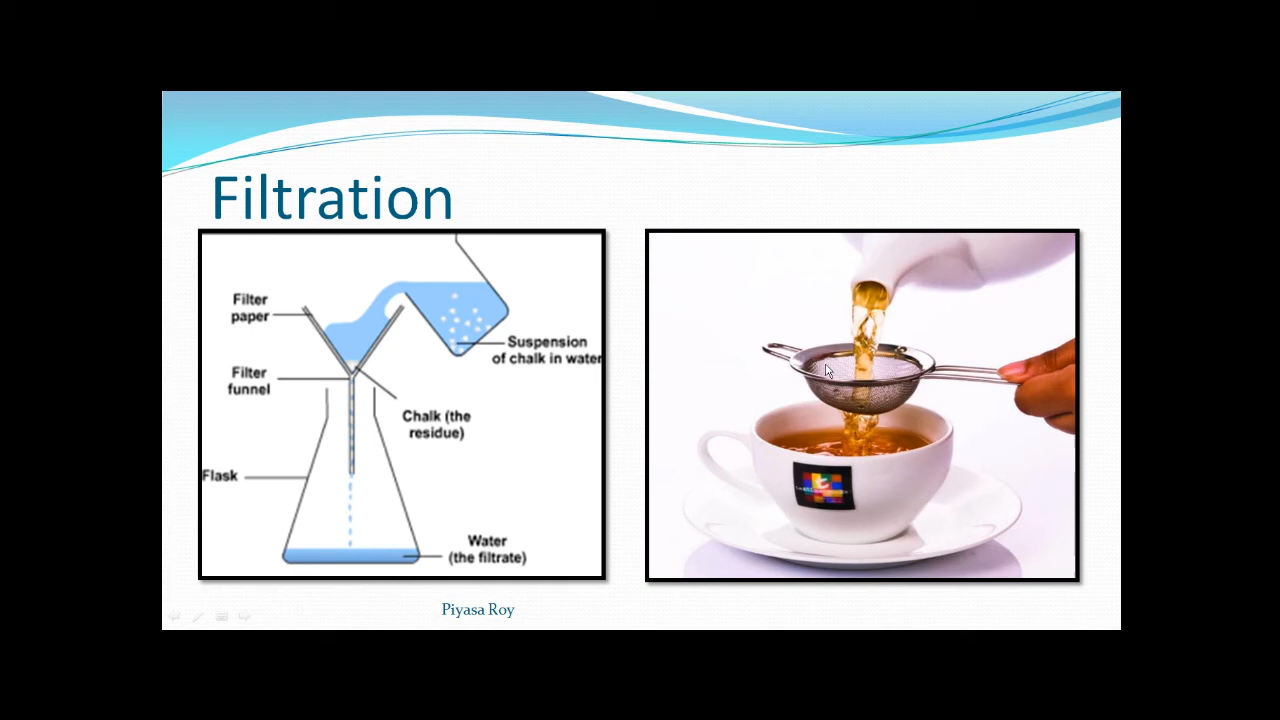 Filtration
Filter
paper
Suspension
of chalk in water
Filter
funnel
Chalk (the
residue)
Flask
Water
(the filtrate)
Piyasa Roy